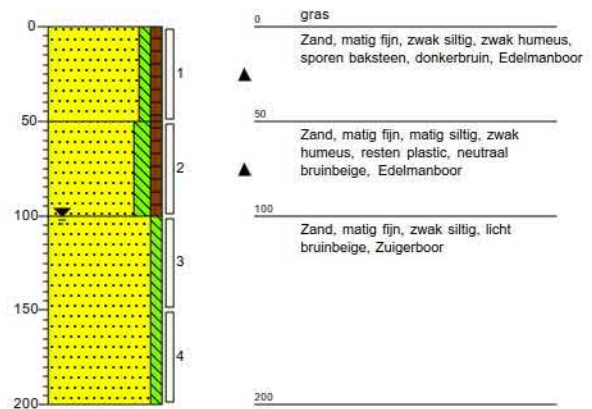 0
50
100
150
200
1
2
3
4
0
gras
Zand, matig fijn, zwak siltig, zwak humeus,
sporen baksteen, donkerbruin, Edelmanboor
50
Zand, matig fijn, matig siltig, zwak
humeus, resten plastic, neutraal
bruinbeige, Edelmanboor
100
Zand, matig fijn, zwak siltig, licht
bruinbeige, Zuigerboor
200